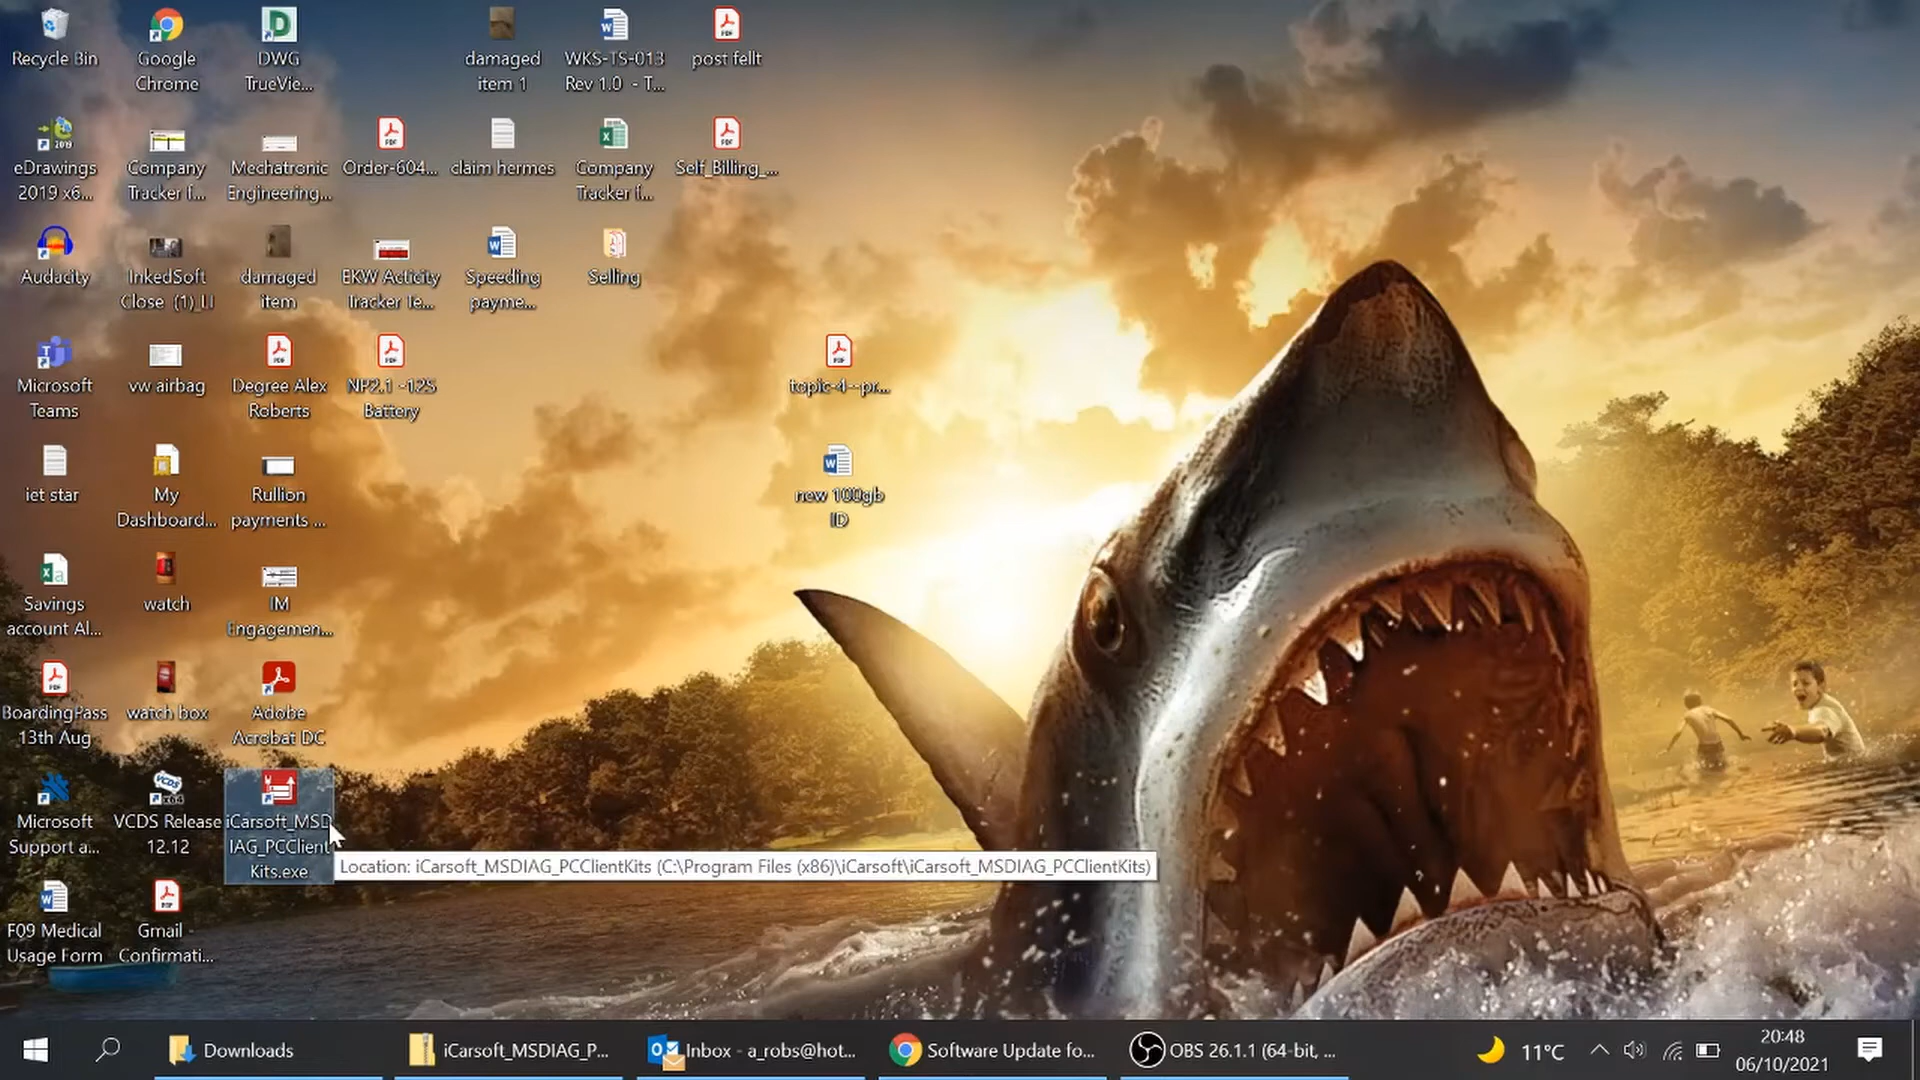 Recycle Bin
Google
Chrome
DWG
TrueVie...
damaged
item 1
WKS-TS-013
Rev 1.0 - T...
post fellt
eDrawings
2019 x6...
Company
Tracker f...
Mechatronic
Engineering...
Order-604...
claim hermes
Company
Tracker f...
Self_Billing_...
Audacity
InkedSoft
Close (1)_LI
damaged
item
EKW Acticity
Tracker Te...
Speeding
payme...
Selling
Microsoft
Teams
vw airbag
Degree Alex
Roberts
NP2.1 -12S
Battery
topic-4--pr...
iet star
My
Dashboard...
Rullion
payments ...
new 100gb
ID
Savings
account Al...
watch
IM
Engagemen...
BoardingPass
13th Aug
watch box
Adobe
Acrobat DC
Microsoft
Support a...
VCDS Release
12.12
iCarsoft_MSD
IAG_PCClient
Kits.exe
Location: iCarsoft_MSDIAG_PCClientKits (C:\Program Files (x86)\iCarsoft\iCarsoft_MSDIAG_PCClientKits)
F09 Medical
Usage Form
Gmail -
Confirmati...
Downloads
iCarsoft_MSDIAG_P...
Inbox - a_robs@hot...
Software Update fo...
OBS 26.1.1 (64-bit, ...
11°C
20:48
06/10/2021